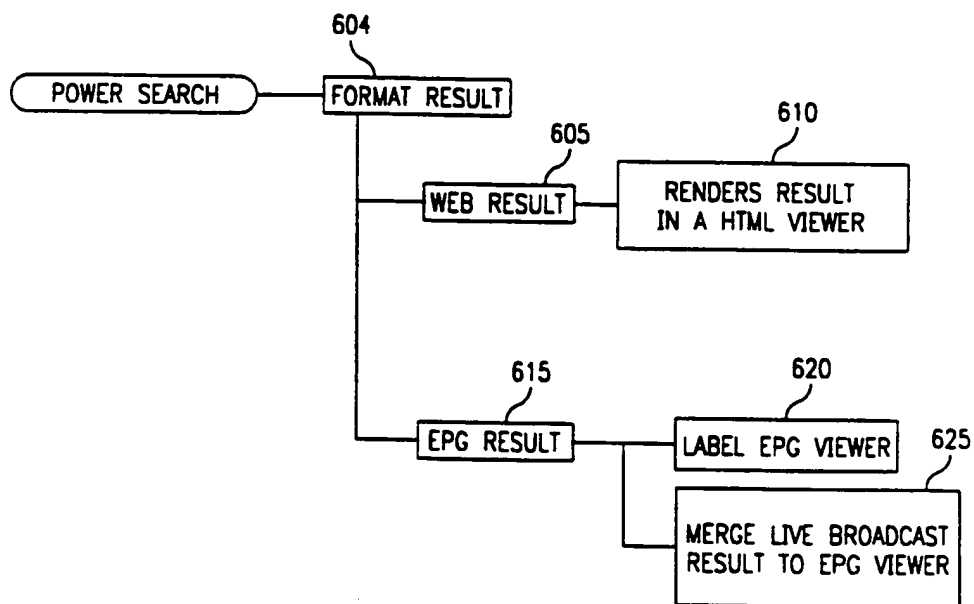 604
POWER SEARCH
FORMAT RESULT
605
610
WEB RESULT
RENDERS RESULT
IN A HTML VIEWER
615
620
EPG RESULT
LABEL EPG VIEWER
625
MERGE LIVE BROADCAST
RESULT TO EPG VIEWER